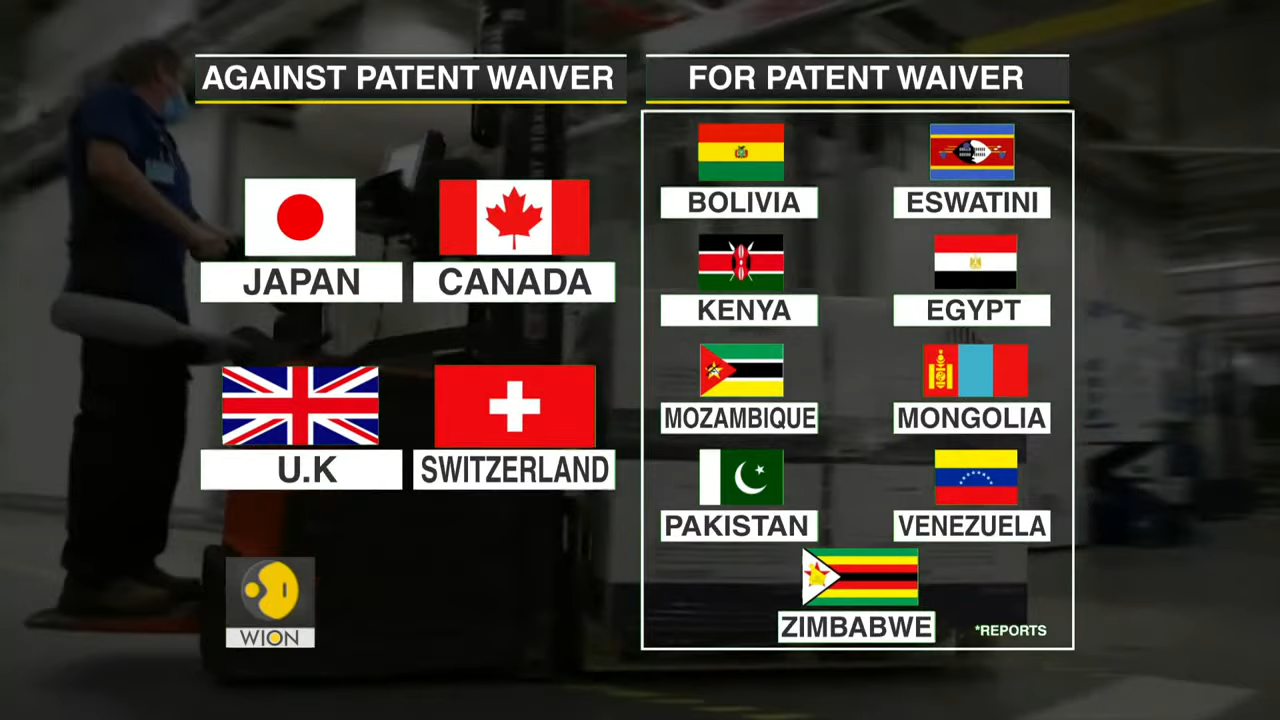 AGAINST PATENT WAIVER
FOR PATENT WAIVER
JAPAN
CANADA
U.K
SWITZERLAND
BOLIVIA
ESWATINI
KENYA
EGYPT
MOZAMBIQUE
MONGOLIA
PAKISTAN
VENEZUELA
ZIMBABWE
*REPORTS
WION